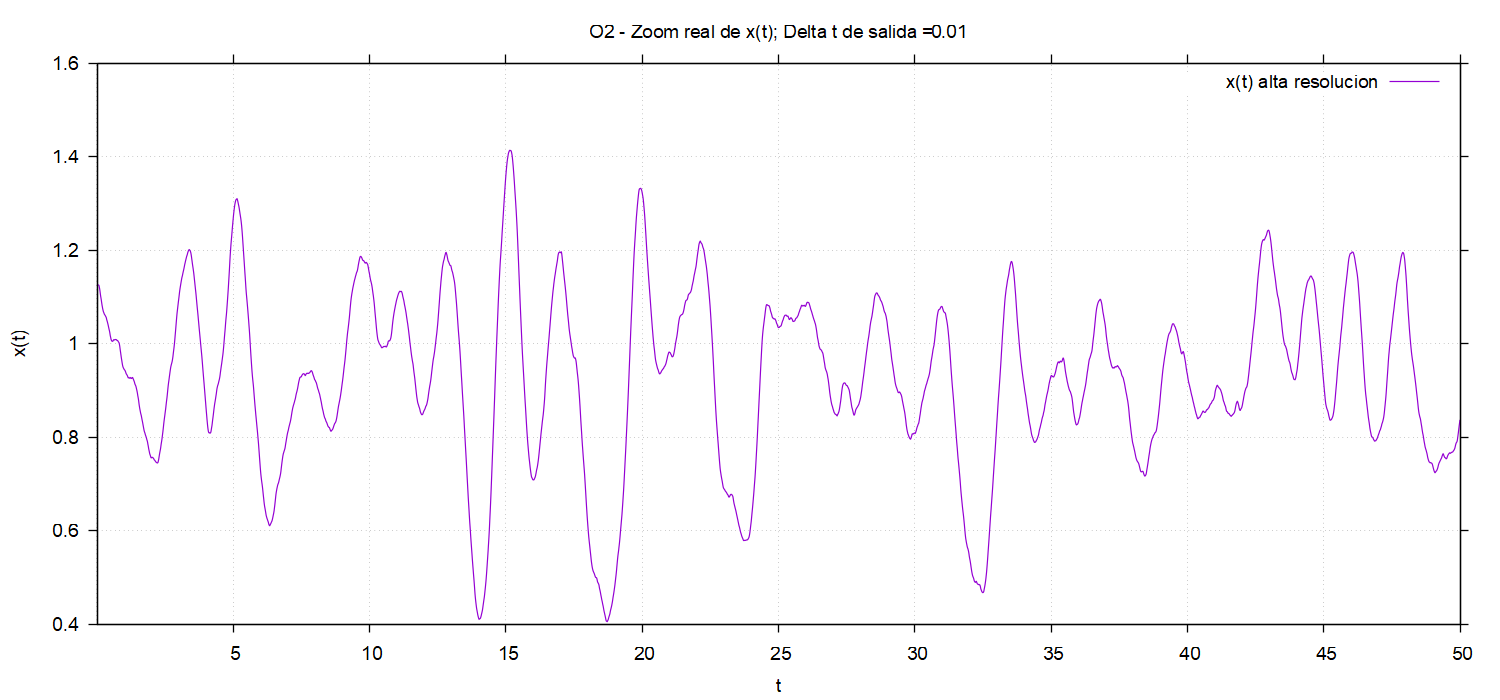 O2 - Zoom real de x(t); Delta t de salida =0.01
1.6
x(t) alta resolucion
1.4
1.2
x(t)
1
0.8
0.6
0.4
5 10 15 20 25 30 35 40 45 50
t